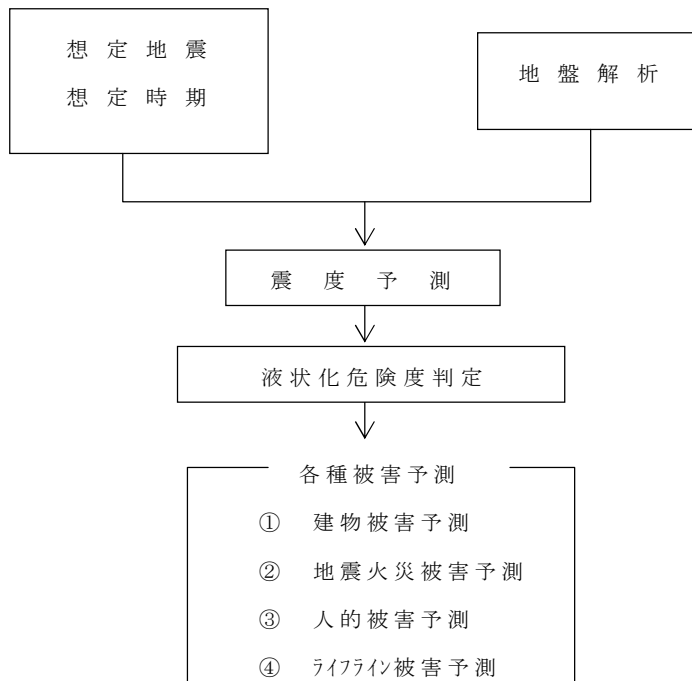 想定地震
想定時期
地盤解析
震度予測
液状化危険度判定
各種被害予測
① 建物被害予測
② 地震火災被害予測
③ 人的被害予測
④ ﾗｲﾌﾗｲﾝ被害予測